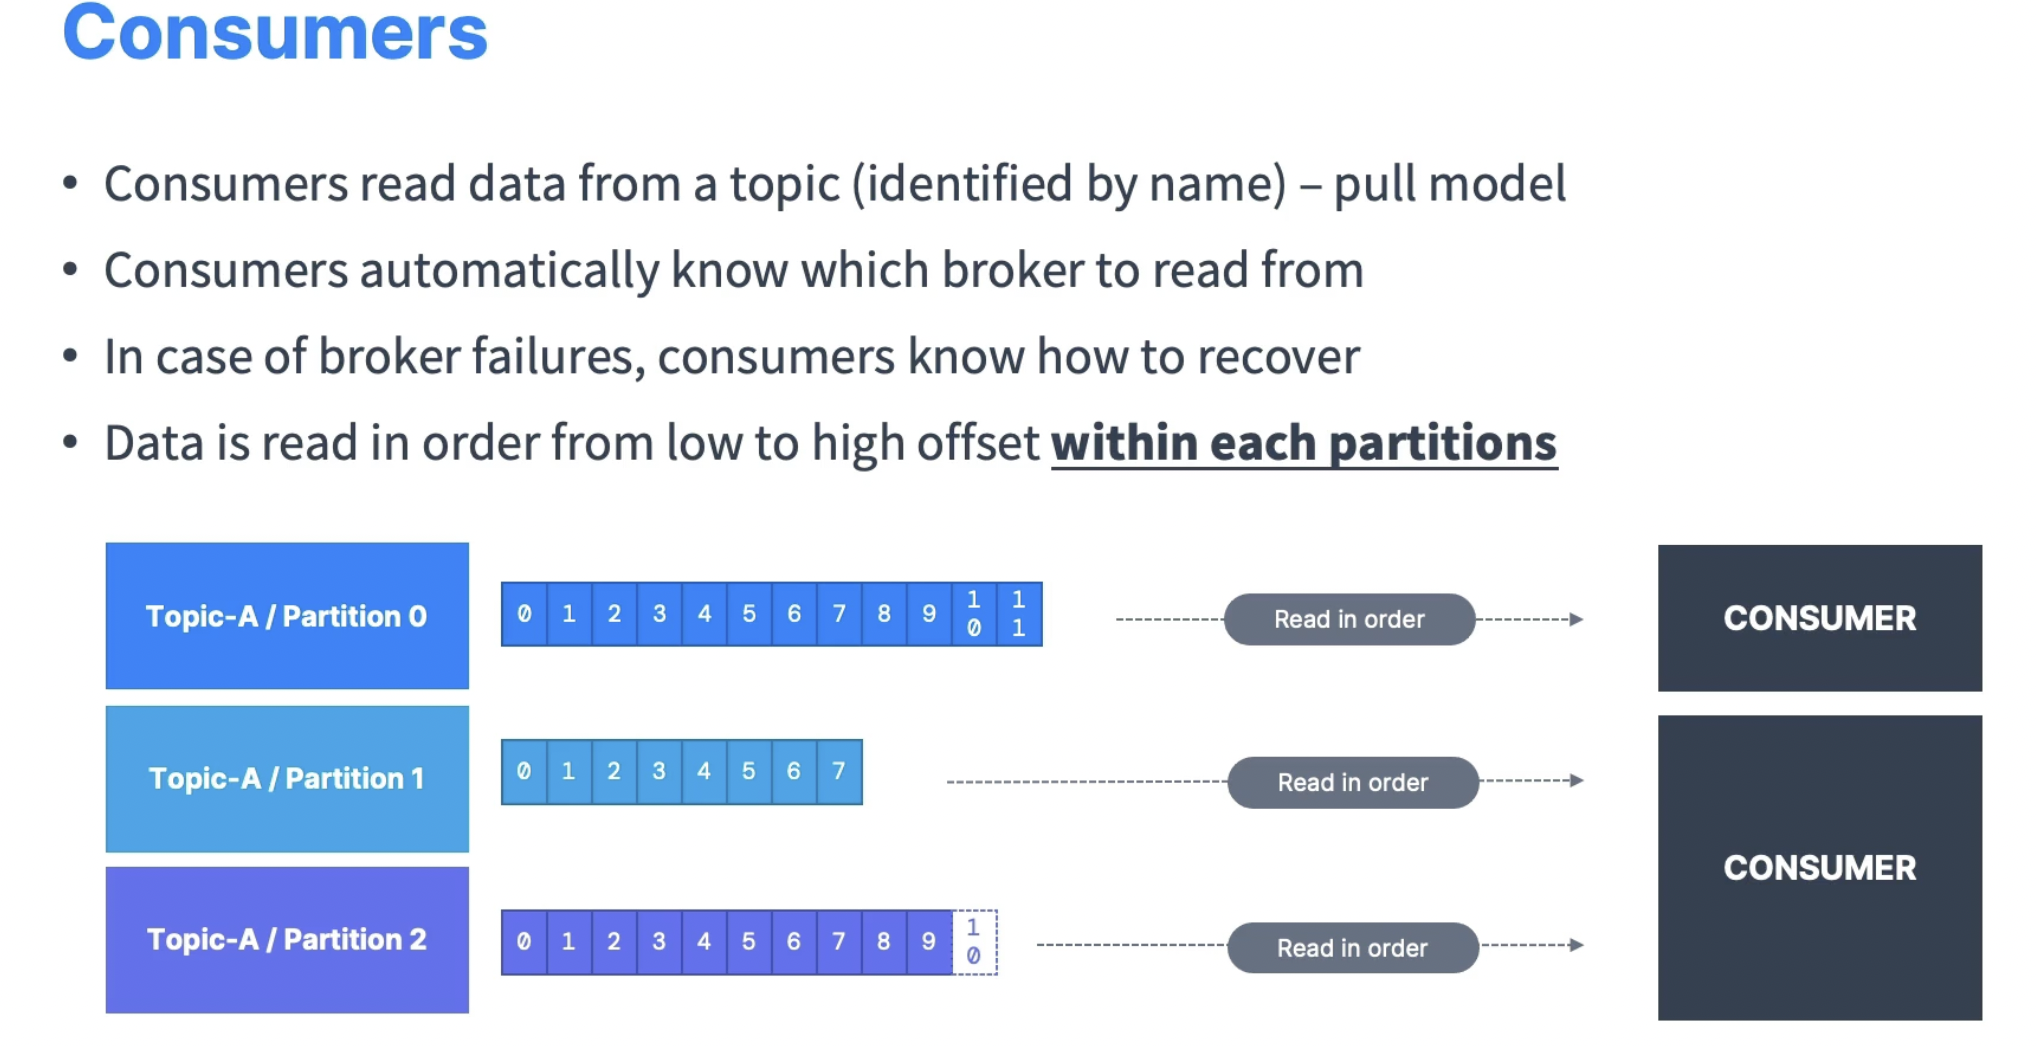 Consumers
• Consumers read data from a topic (identified by name) – pull model
• Consumers automatically know which broker to read from
• In case of broker failures, consumers know how to recover
• Data is read in order from low to high offset within each partitions
Topic-A / Partition 0
0 1 2 3 4 5 6 7 8 9 10 11
Read in order
CONSUMER
Topic-A / Partition 1
0 1 2 3 4 5 6 7
Read in order
Topic-A / Partition 2
0 1 2 3 4 5 6 7 8 9 10
Read in order
CONSUMER